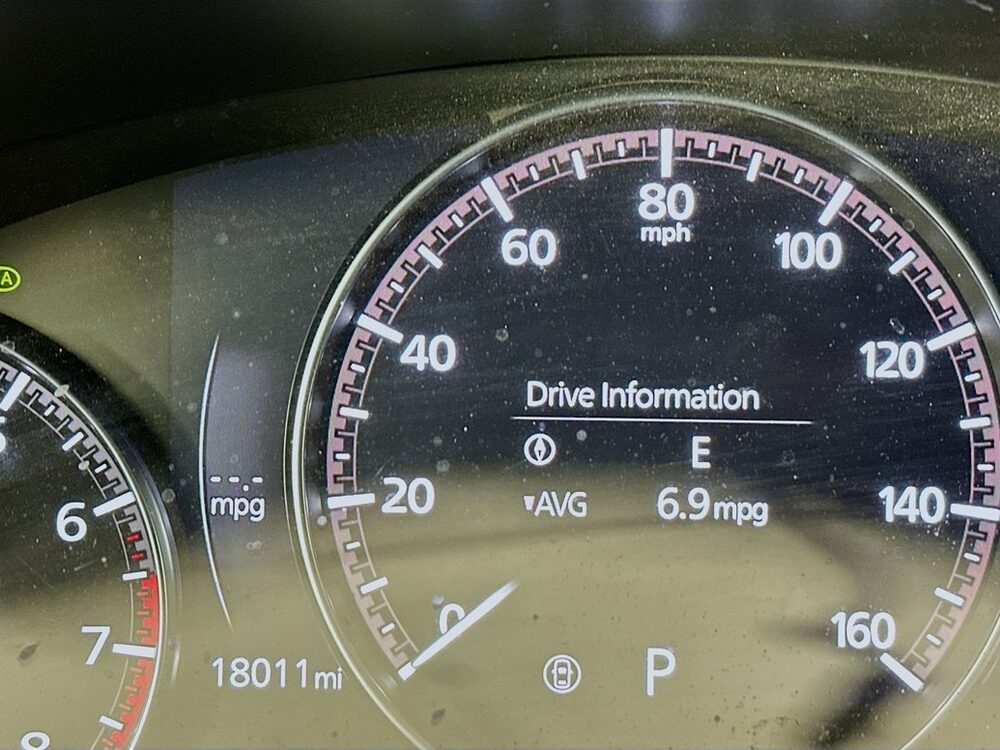 80
mph
60
100
A
40
120
Drive Information
E
--.-
mpg
20
AVG
6.9 mpg
140
6
0
160
7
18011 mi
P
8